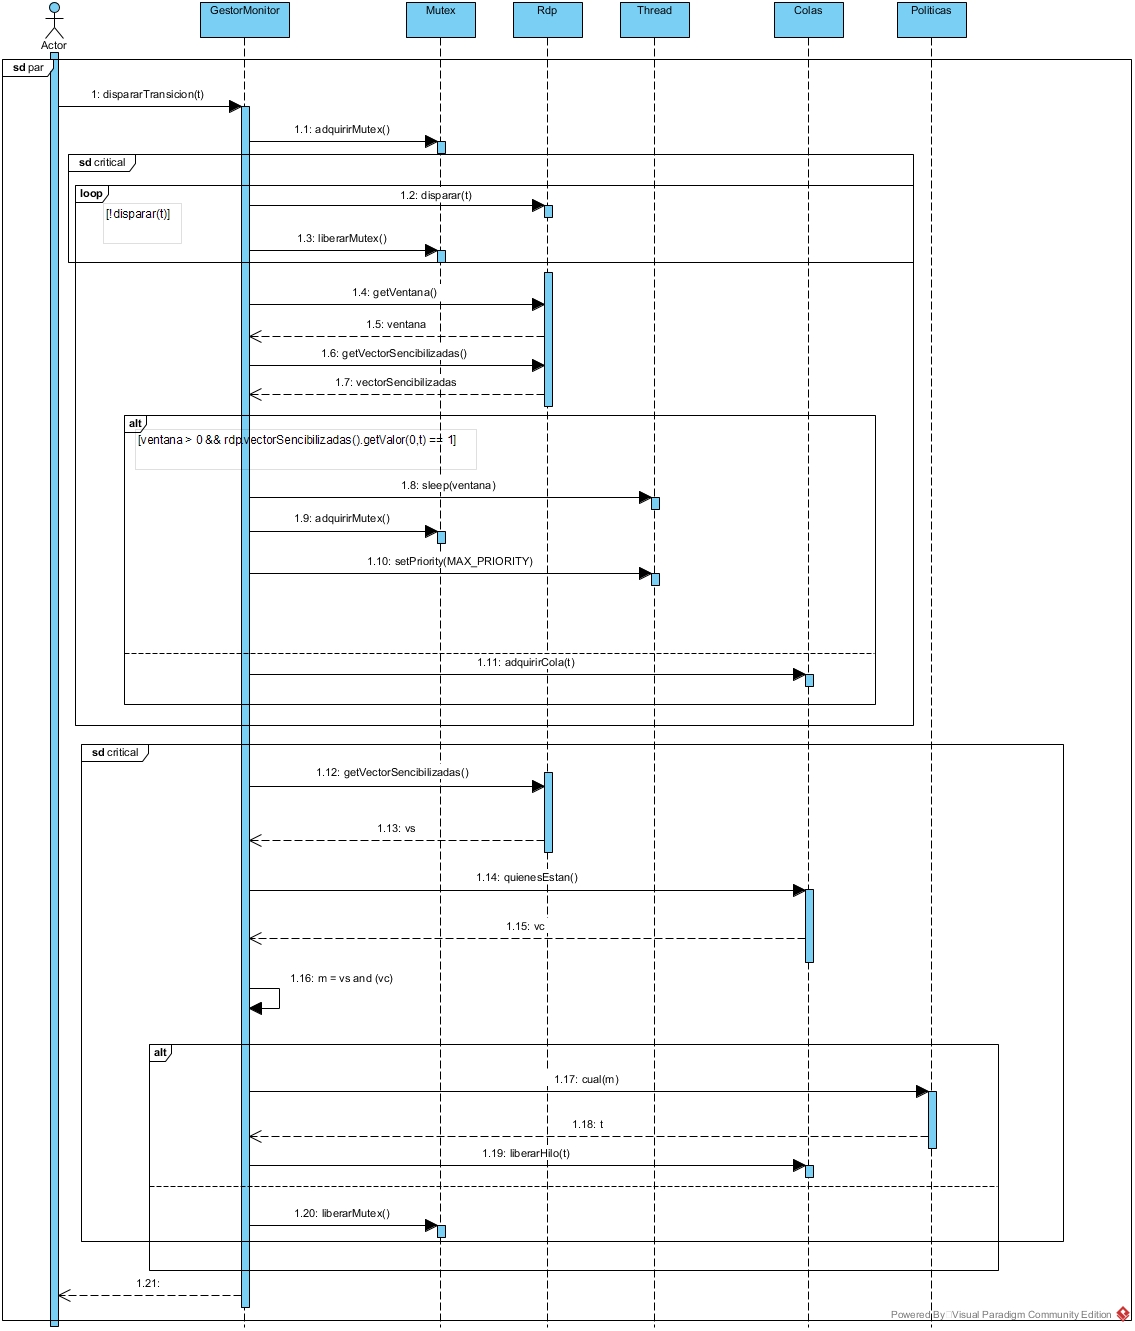 GestorMonitor
Mutex
Rdp
Thread
Colas
Politicas
Actor
sd par
1: dispararTransicion(t)
1.1: adquirirMutex()
sd critical
loop
1.2: disparar(t)
[!disparar(t)]
1.3: liberarMutex()
1.4: getVentana()
1.5: ventana
1.6: getVectorSencibilizadas()
1.7: vectorSencibilizadas
alt
[ventana > 0 && rdp.vectorSencibilizadas().getValor(0,t) == 1]
1.8: sleep(ventana)
1.9: adquirirMutex()
1.10: setPriority(MAX_PRIORITY)
1.11: adquirirCola(t)
sd critical
1.12: getVectorSencibilizadas()
1.13: vs
1.14: quienesEstan()
1.15: vc
1.16: m = vs and (vc)
alt
1.17: cual(m)
1.18: t
1.19: liberarHilo(t)
1.20: liberarMutex()
1.21:
Powered By Visual Paradigm Community Edition